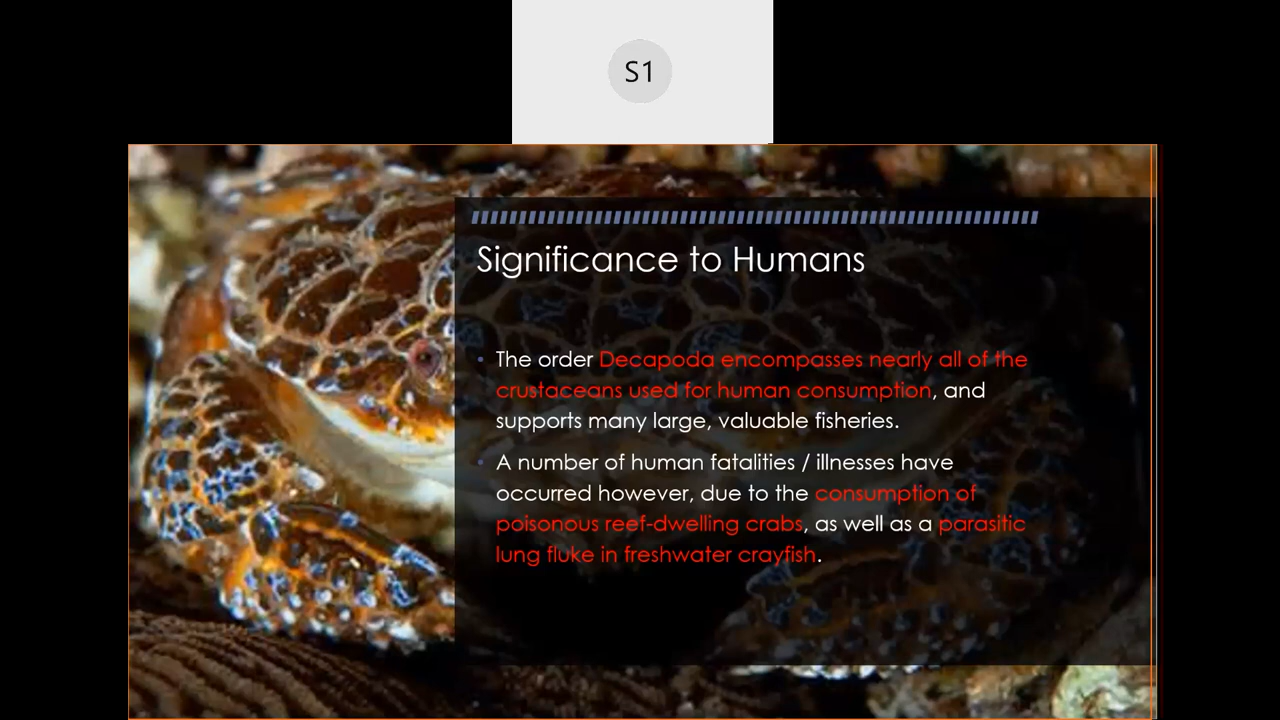 S1
Significance to Humans
• The order Decapoda encompasses nearly all of the
crustaceans used for human consumption, and
supports many large, valuable fisheries.
• A number of human fatalities / illnesses have
occurred however, due to the consumption of
poisonous reef-dwelling crabs, as well as a parasitic
lung fluke in freshwater crayfish.